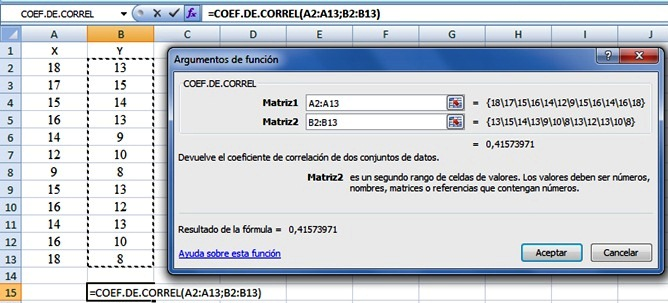 COEF.DE.CORREL =COEF.DE.CORREL(A2:A13;B2:B13)
A B C D E F G H I J
1 X Y
2 18 13
3 17 15
4 15 14
5 16 13
6 14 9
7 12 10
8 9 8
9 15 13
10 16 12
11 14 13
12 16 10
13 18 8
14
15 =COEF.DE.CORREL(A2:A13;B2:B13)
Argumentos de función
COEF.DE.CORREL
Matriz1 A2:A13 = {18\17\15\16\14\12\9\15\16\14\16\18}
Matriz2 B2:B13 = {13\15\14\13\9\10\8\13\12\13\10\8}
= 0,41573971
Devuelve el coeficiente de correlación de dos conjuntos de datos.
Matriz2 es un segundo rango de celdas de valores. Los valores deben ser números,
nombres, matrices o referencias que contengan números.
Resultado de la fórmula = 0,41573971
Ayuda sobre esta función
Aceptar Cancelar